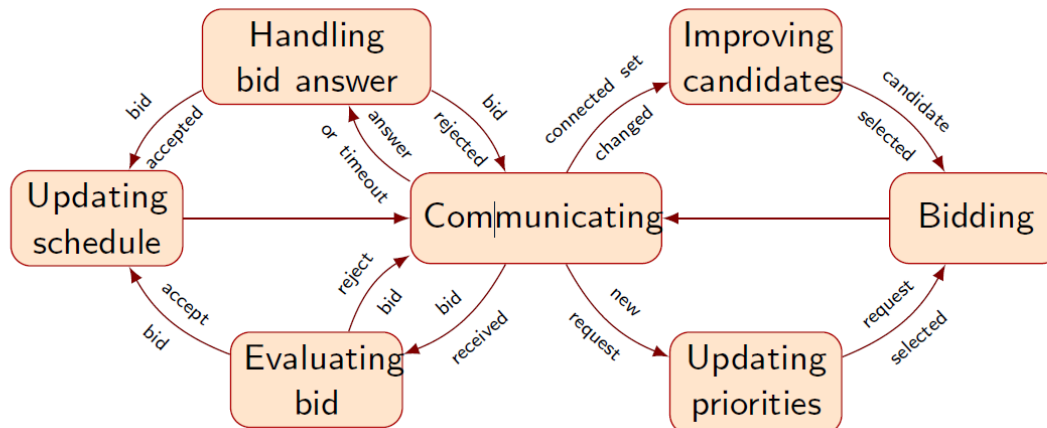 Handling
bid answer
Improving
candidates
bid
accepted
answer
or timeout
bid
rejected
connected set
changed
candidate
selected
Updating
schedule
Communicating
Bidding
accept
bid
reject
bid
bid
received
new
request
request
selected
Evaluating
bid
Updating
priorities